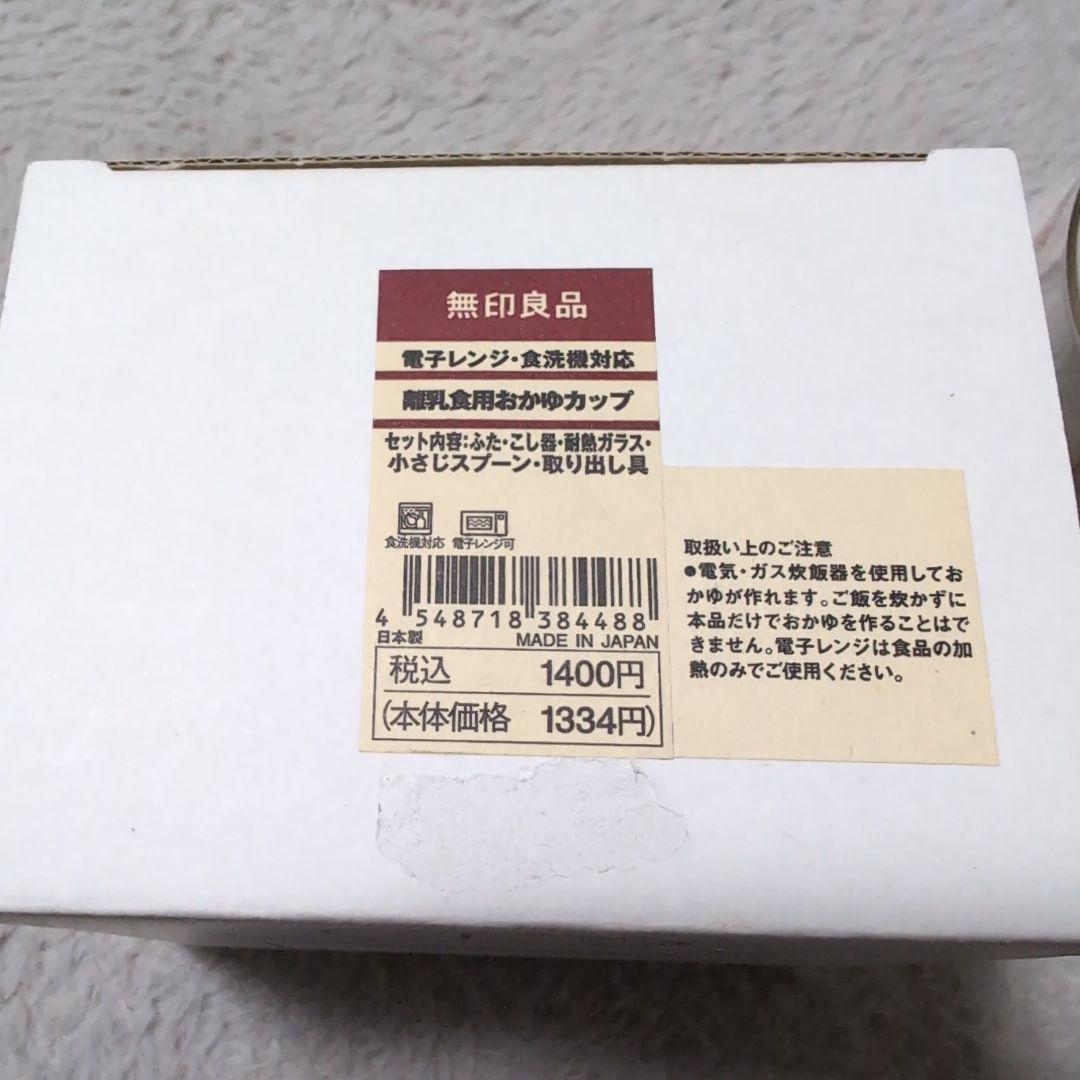 無印良品
電子レンジ・食洗機対応
離乳食用おかゆカップ
セット内容:ふた・こし器・耐熱ガラス・
小さじスプーン・取り出し具
食洗機対応 電子レンジ可
4 548718 384488
日本製 MADE IN JAPAN
税込 1400円
(本体価格 1334円)
取扱い上のご注意
●電気・ガス炊飯器を使用してお
かゆが作れます。ご飯を炊かずに
本品だけでおかゆを作ることはで
きません。電子レンジは食品の加
熱のみでご使用ください。